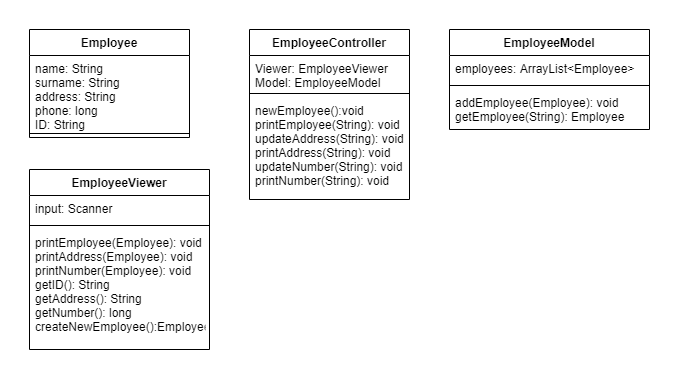 Employee
name: String
surname: String
address: String
phone: long
ID: String
EmployeeController
Viewer: EmployeeViewer
Model: EmployeeModel
newEmployee():void
printEmployee(String): void
updateAddress(String): void
printAddress(String): void
updateNumber(String): void
printNumber(String): void
EmployeeModel
employees: ArrayList<Employee>
addEmployee(Employee): void
getEmployee(String): Employee
EmployeeViewer
input: Scanner
printEmployee(Employee): void
printAddress(Employee): void
printNumber(Employee): void
getID(): String
getAddress(): String
getNumber(): long
createNewEmployee():Employee